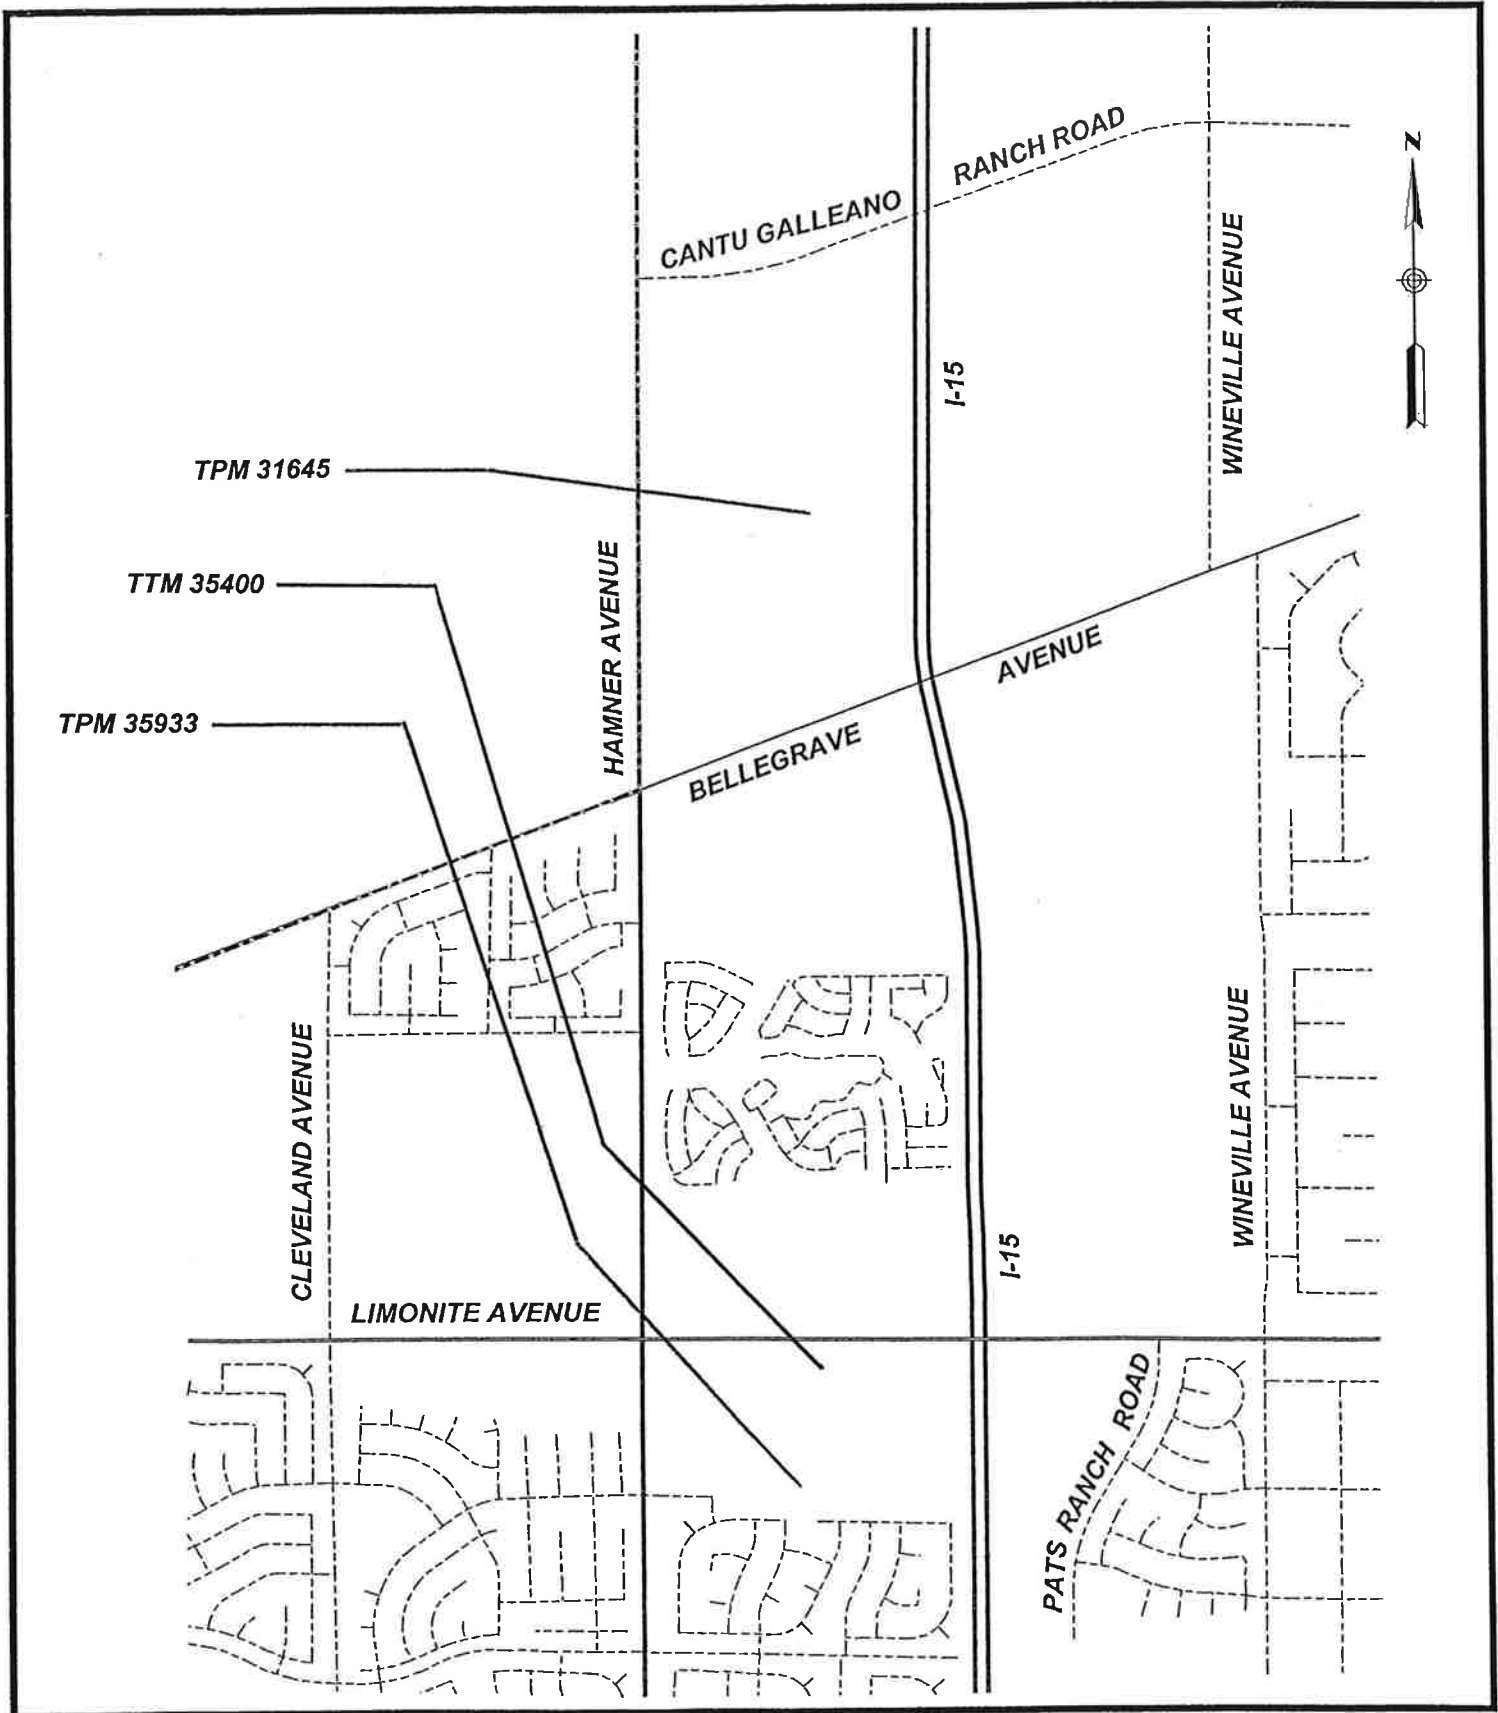 N
RANCH ROAD
CANTU GALLEANO
WINEVILLE AVENUE
I-15
TPM 31645
TTM 35400
HAMNER AVENUE
AVENUE
TPM 35933
BELLEGRAVE
CLEVELAND AVENUE
WINEVILLE AVENUE
I-15
LIMONITE AVENUE
PATS RANCH ROAD